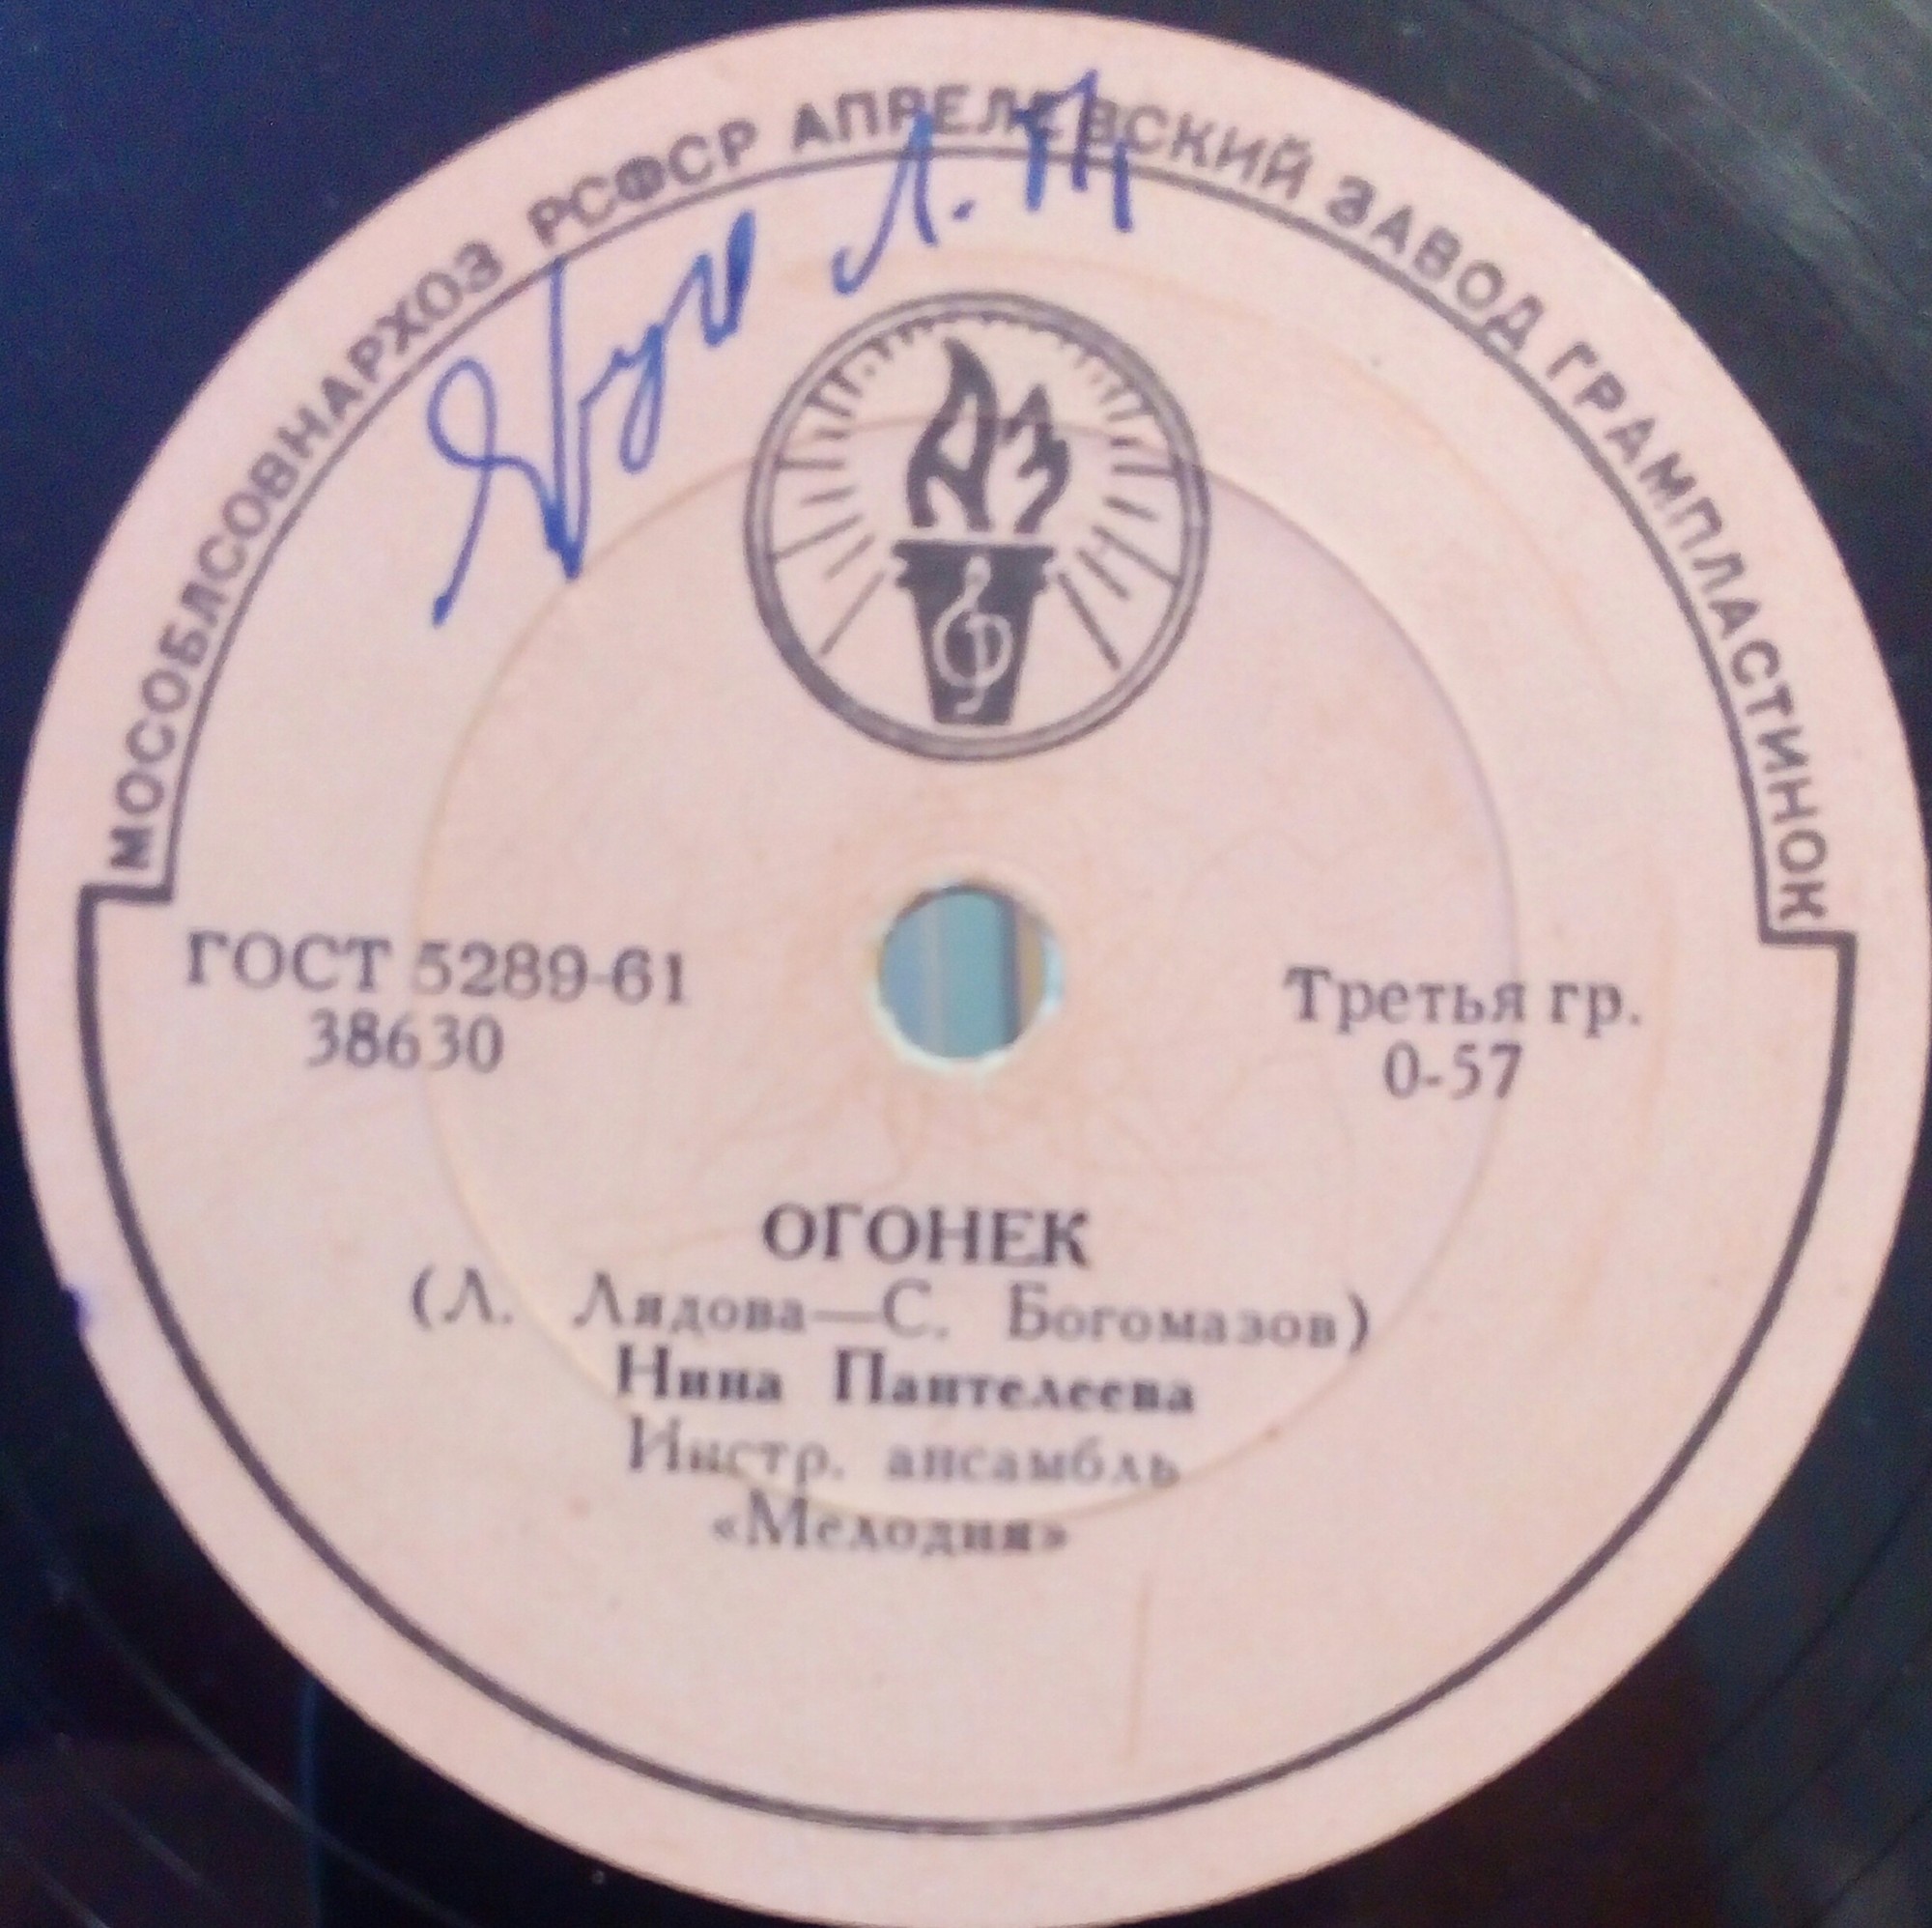 МОСОБЛСОВНАРХОЗ РСФСР АПРЕЛЕВСКИЙ ЗАВОД ГРАМПЛАСТИНОК
Л. П.
АЗ
ГОСТ 5289-61
38630
Третья гр.
0-57
ОГОНЕК
(Л. Лядова—С. Богомазов)
Нина Пантелеева
Инстр. ансамбль
«Мелодия»